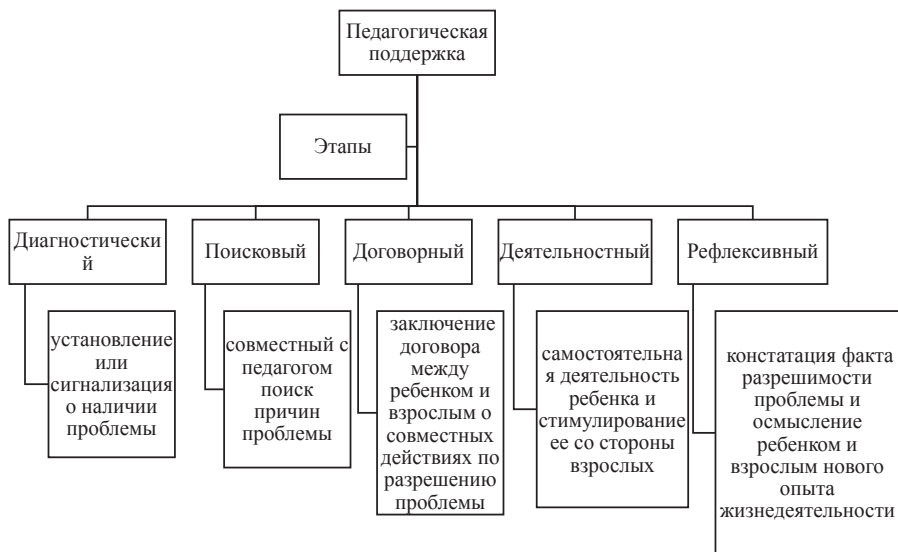 Педагогическая
поддержка
Этапы
Диагностически
й
Поисковый
Договорный
Деятельностный
Рефлексивный
установление
или
сигнализация
о наличии
проблемы
совместный с
педагогом
поиск
причин
проблемы
заключение
договора
между
ребенком и
взрослым о
совместных
действиях по
разрешению
проблемы
самостоятельна
я деятельность
ребенка и
стимулирование
ее со стороны
взрослых
констатация факта
разрешимости
проблемы и
осмысление
ребенком и
взрослым нового
опыта
жизнедеятельности